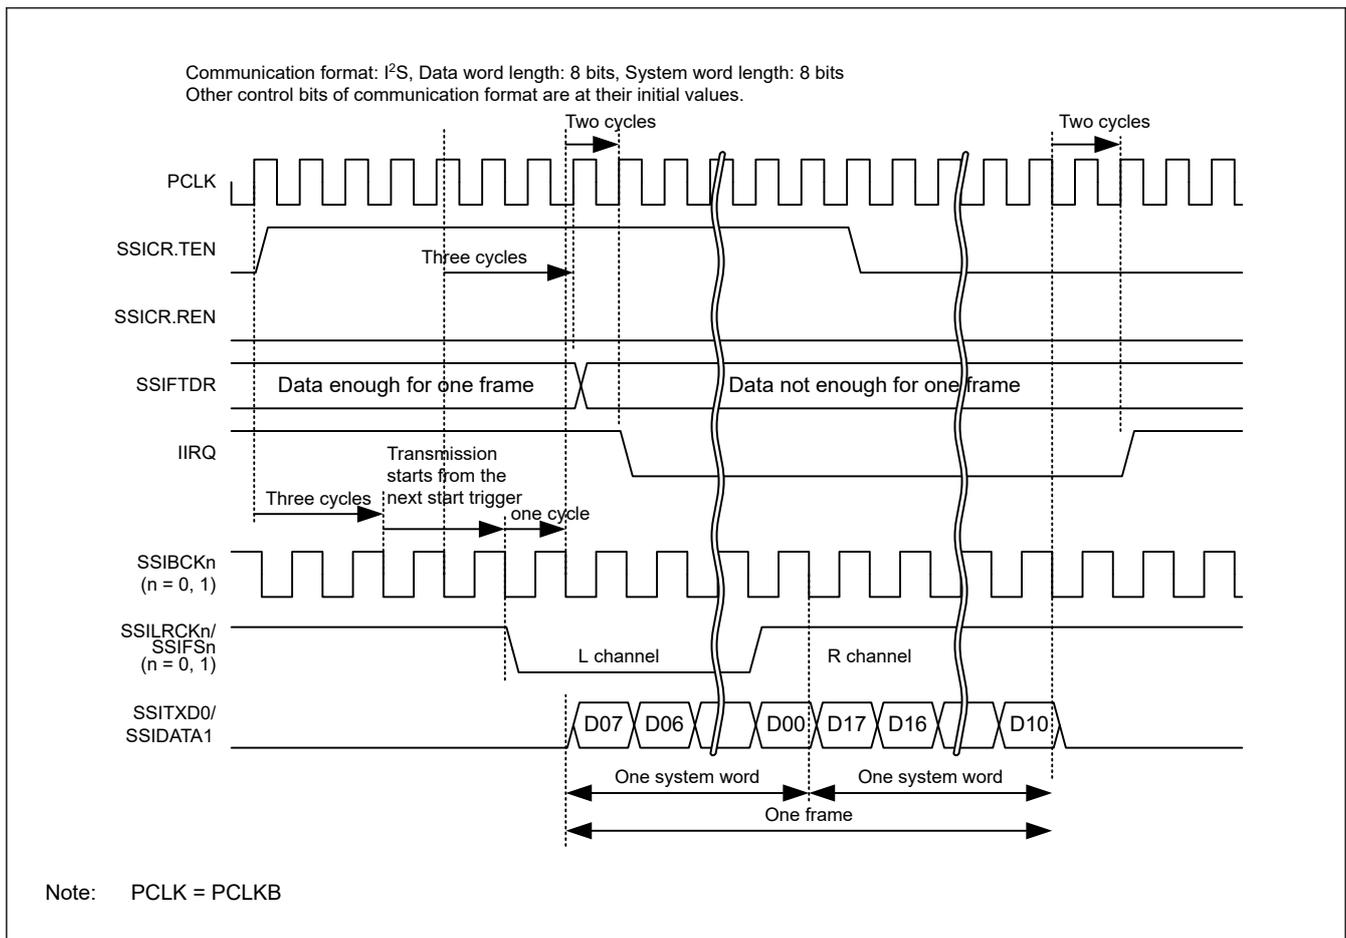 Communication format: I²S, Data word length: 8 bits, System word length: 8 bits
Other control bits of communication format are at their initial values.
Two cycles
Two cycles
PCLK
SSICR.TEN
Three cycles
SSICR.REN
SSIFTDR
Data enough for one frame
Data not enough for one frame
IIRQ
Transmission
starts from the
next start trigger
Three cycles
one cycle
SSIBCKn
(n = 0, 1)
SSILRCKn/
SSIFSn
(n = 0, 1)
L channel
R channel
SSITXD0/
SSIDATA1
D07
D06
D00
D17
D16
D10
One system word
One system word
One frame
Note: PCLK = PCLKB